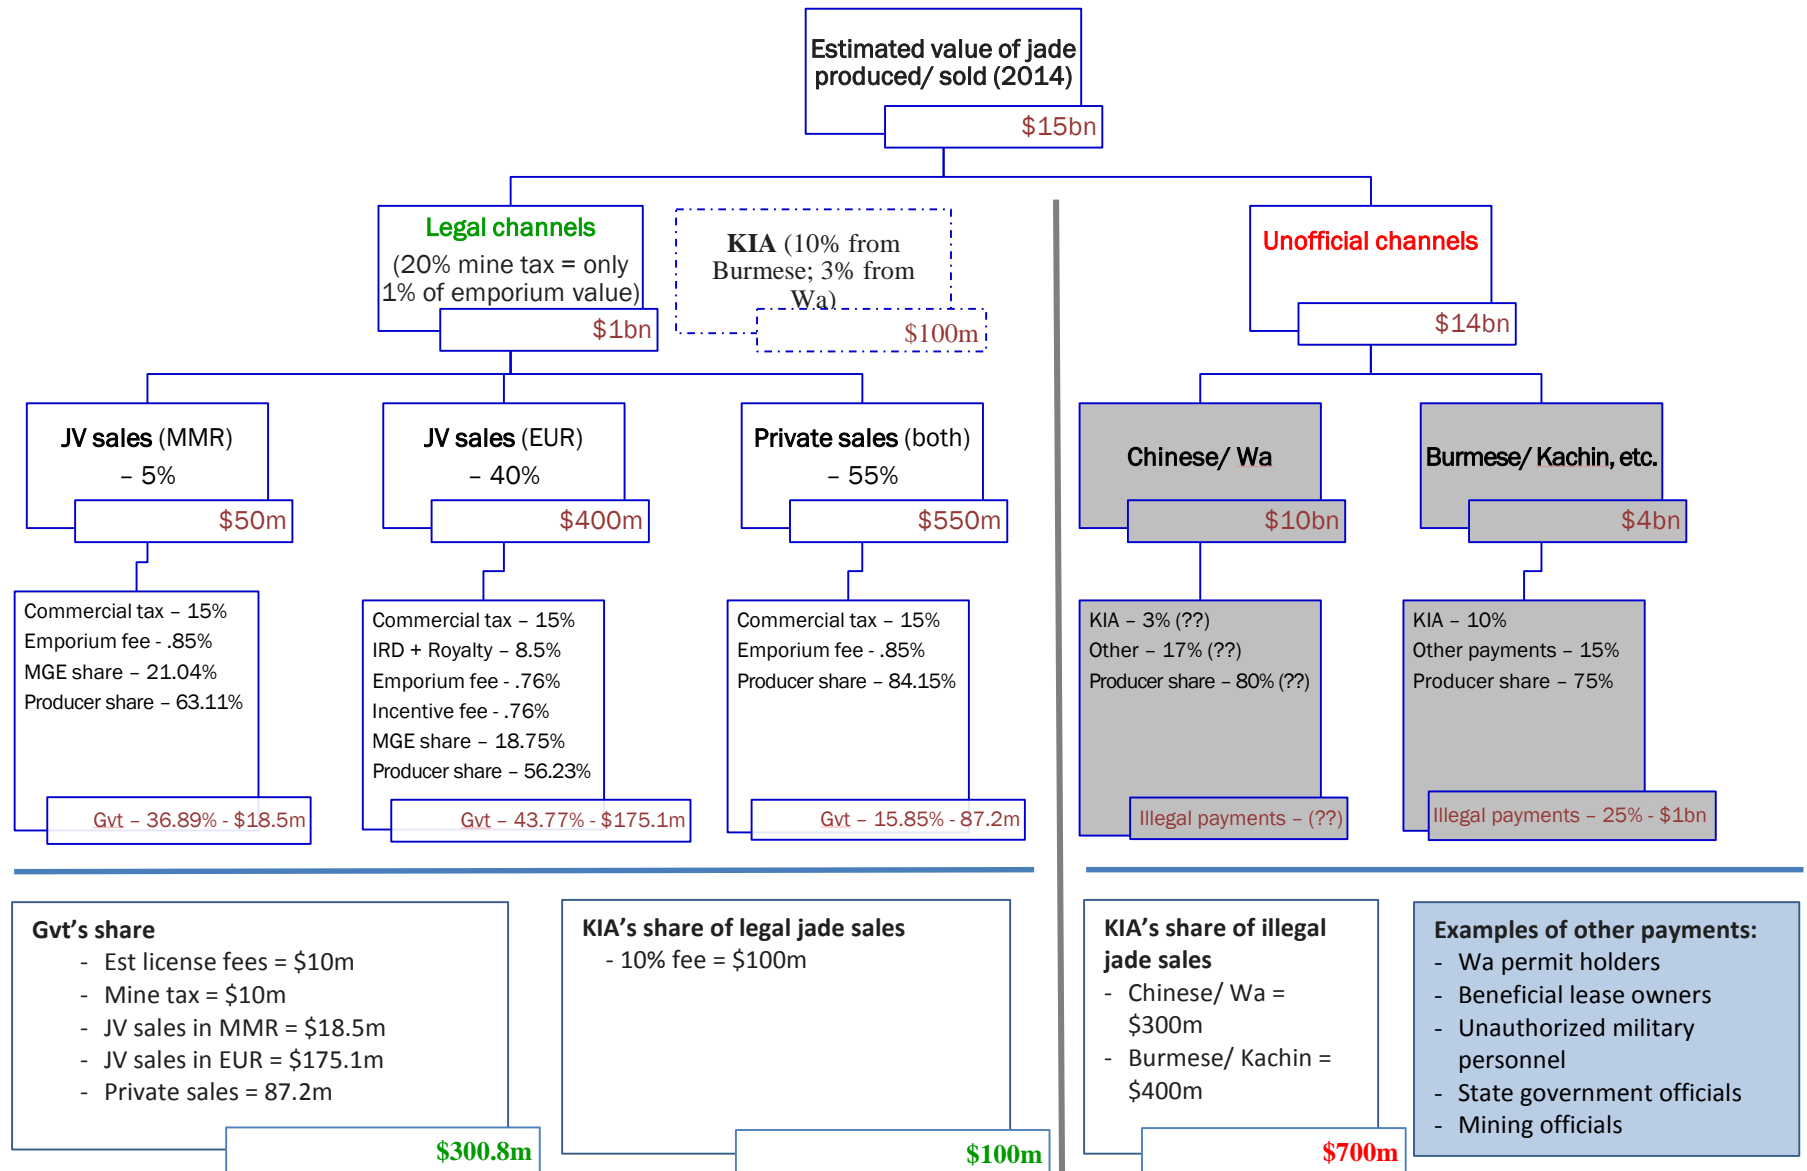 Estimated value of jade
produced/ sold (2014)
$15bn
Legal channels
(20% mine tax = only
1% of emporium value)
$1bn
KIA (10% from
Burmese; 3% from
Wa)
$100m
Unofficial channels
$14bn
JV sales (MMR)
– 5%
$50m
JV sales (EUR)
– 40%
$400m
Private sales (both)
– 55%
$550m
Chinese/ Wa
$10bn
Burmese/ Kachin, etc.
$4bn
Commercial tax – 15%
Emporium fee - .85%
MGE share – 21.04%
Producer share – 63.11%
Gvt – 36.89% - $18.5m
Commercial tax – 15%
IRD + Royalty – 8.5%
Emporium fee - .76%
Incentive fee - .76%
MGE share – 18.75%
Producer share – 56.23%
Gvt – 43.77% - $175.1m
Commercial tax – 15%
Emporium fee - .85%
Producer share – 84.15%
Gvt – 15.85% - 87.2m
KIA – 3% (??)
Other – 17% (??)
Producer share – 80% (??)
Illegal payments – (??)
KIA – 10%
Other payments – 15%
Producer share – 75%
Illegal payments – 25% - $1bn
Gvt’s share
- Est license fees = $10m
- Mine tax = $10m
- JV sales in MMR = $18.5m
- JV sales in EUR = $175.1m
- Private sales = 87.2m
$300.8m
KIA’s share of legal jade sales
- 10% fee = $100m
$100m
KIA’s share of illegal
jade sales
- Chinese/ Wa =
$300m
- Burmese/ Kachin =
$400m
$700m
Examples of other payments:
- Wa permit holders
- Beneficial lease owners
- Unauthorized military
personnel
- State government officials
- Mining officials